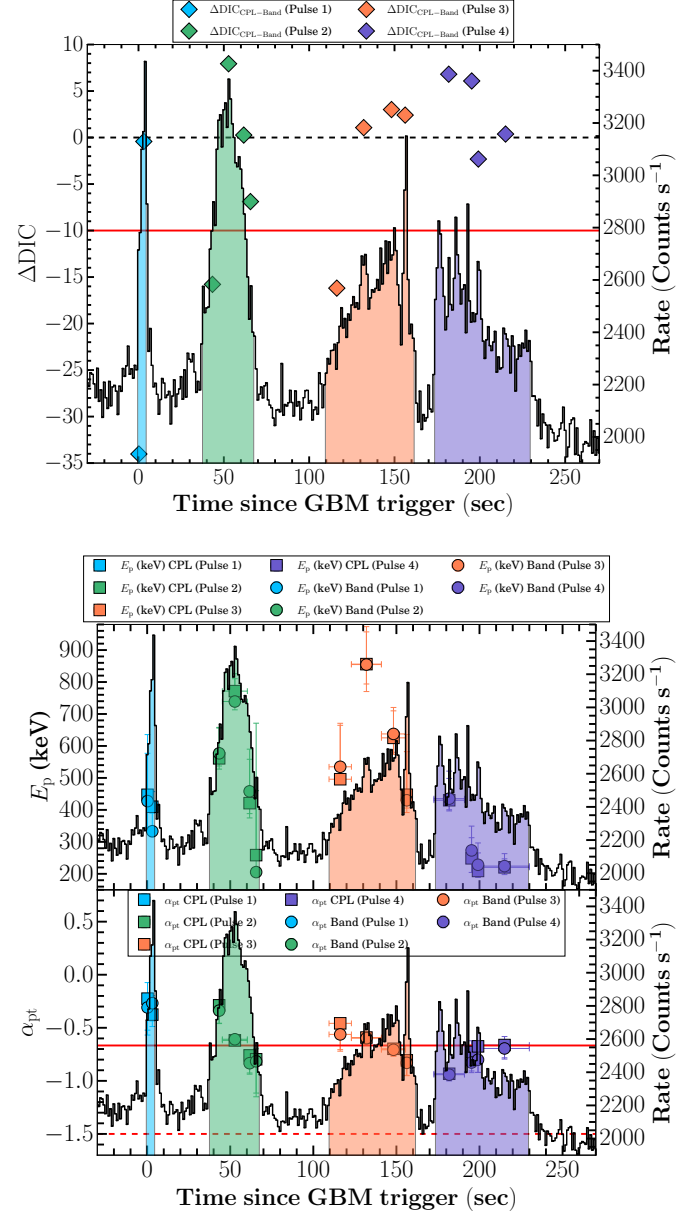 ΔDIC_CPL−Band (Pulse 1) ΔDIC_CPL−Band (Pulse 3)
ΔDIC_CPL−Band (Pulse 2) ΔDIC_CPL−Band (Pulse 4)
10
5
0
−5
−10
−15
−20
−25
−30
−35
ΔDIC
3400
3200
3000
2800
2600
2400
2200
2000
Rate (Counts s⁻¹)
0 50 100 150 200 250
Time since GBM trigger (sec)
E_p (keV) CPL (Pulse 1) E_p (keV) CPL (Pulse 4) E_p (keV) Band (Pulse 3)
E_p (keV) CPL (Pulse 2) E_p (keV) Band (Pulse 1) E_p (keV) Band (Pulse 4)
E_p (keV) CPL (Pulse 3) E_p (keV) Band (Pulse 2)
900
800
700
600
500
400
300
200
E_p (keV)
3400
3200
3000
2800
2600
2400
2200
2000
Rate (Counts s⁻¹)
α_pt CPL (Pulse 1) α_pt CPL (Pulse 4) α_pt Band (Pulse 3)
α_pt CPL (Pulse 2) α_pt Band (Pulse 1) α_pt Band (Pulse 4)
α_pt CPL (Pulse 3) α_pt Band (Pulse 2)
0.5
0.0
−0.5
−1.0
−1.5
α_pt
3400
3200
3000
2800
2600
2400
2200
2000
Rate (Counts s⁻¹)
0 50 100 150 200 250
Time since GBM trigger (sec)